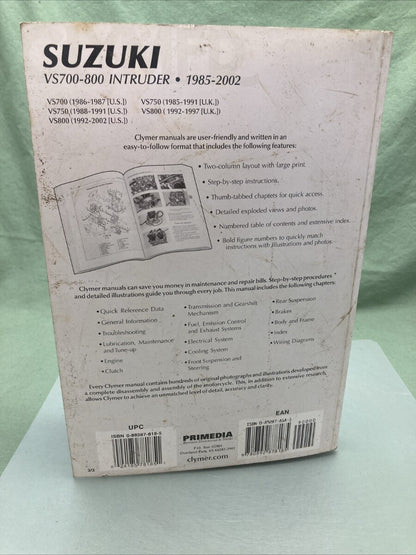 SUZUKI
VS700-800 INTRUDER • 1985-2002
VS700 (1986-1987 [U.S.]) VS750 (1985-1991 [U.K.])
VS750 (1988-1991 [U.S.]) VS800 (1992-1997 [U.K.])
VS800 (1992-2002 [U.S.])
Clymer manuals are user-friendly and written in an
easy-to-follow format that includes the following features:
• Two-column layout with large print.
• Step-by-step instructions.
• Thumb-tabbed chapters for quick access.
• Detailed exploded views and photos.
• Numbered table of contents and extensive index.
• Bold figure numbers to quickly match
instructions with illustrations and photos.
Clymer manuals can save you money in maintenance and repair bills. Step-by-step procedures
and detailed illustrations guide you through every job. This manual includes the following chapters:
• Quick Reference Data
• General Information
• Troubleshooting
• Lubrication, Maintenance
and Tune-up
• Engine
• Clutch
• Transmission and Gearshift
Mechanism
• Fuel, Emission Control
and Exhaust Systems
• Electrical System
• Cooling System
• Front Suspension and
Steering
• Rear Suspension
• Brakes
• Body and Frame
• Index
• Wiring Diagrams
Every Clymer manual contains hundreds of original photographs and illustrations developed from
a complete disassembly and assembly of the motorcycle. This, in addition to extensive research,
allows Clymer to achieve an unmatched level of detail, accuracy and clarity.
UPC
EAN
PRIMEDIA
clymer.com